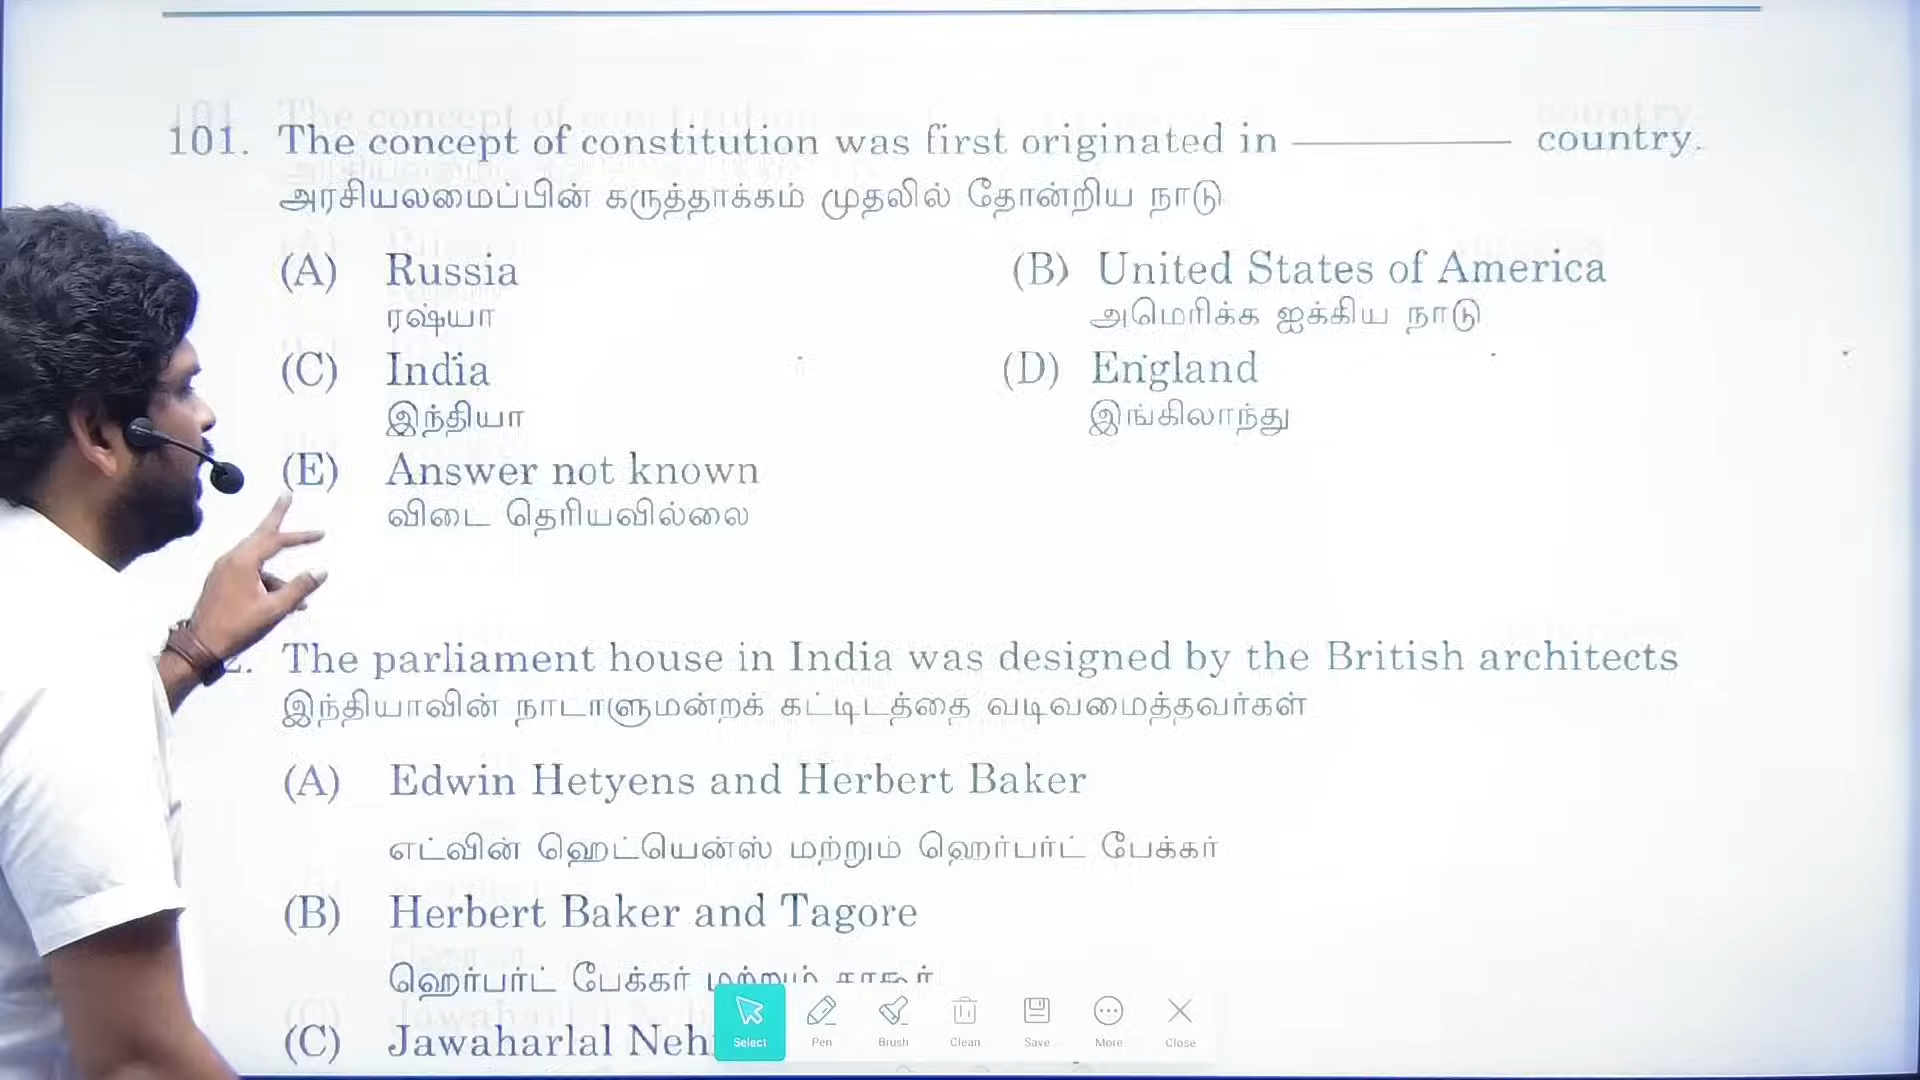 101. The concept of constitution was first originated in ———— country.
அரசியலமைப்பின் கருத்தாக்கம் முதலில் தோன்றிய நாடு
(A) Russia (B) United States of America
ரஷ்யா அமெரிக்க ஐக்கிய நாடு
(C) India (D) England
இந்தியா இங்கிலாந்து
(E) Answer not known
விடை தெரியவில்லை
2. The parliament house in India was designed by the British architects
இந்தியாவின் நாடாளுமன்றக் கட்டிடத்தை வடிவமைத்தவர்கள்
(A) Edwin Hetyens and Herbert Baker
எட்வின் ஹெட்யென்ஸ் மற்றும் ஹெர்பர்ட் பேக்கர்
(B) Herbert Baker and Tagore
ஹெர்பர்ட் பேக்கர் மற்றும் தாகூர்
(C) Jawaharlal
Select Pen Brush Clean Save More Close